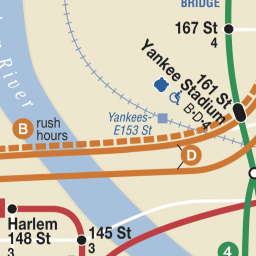 BRIDGE
167 St
4
161 St
Yankee Stadium
B•D•4
River
Yankees-
E153 St
B
rush
hours
D
Harlem
148 St
3
145 St
3
4